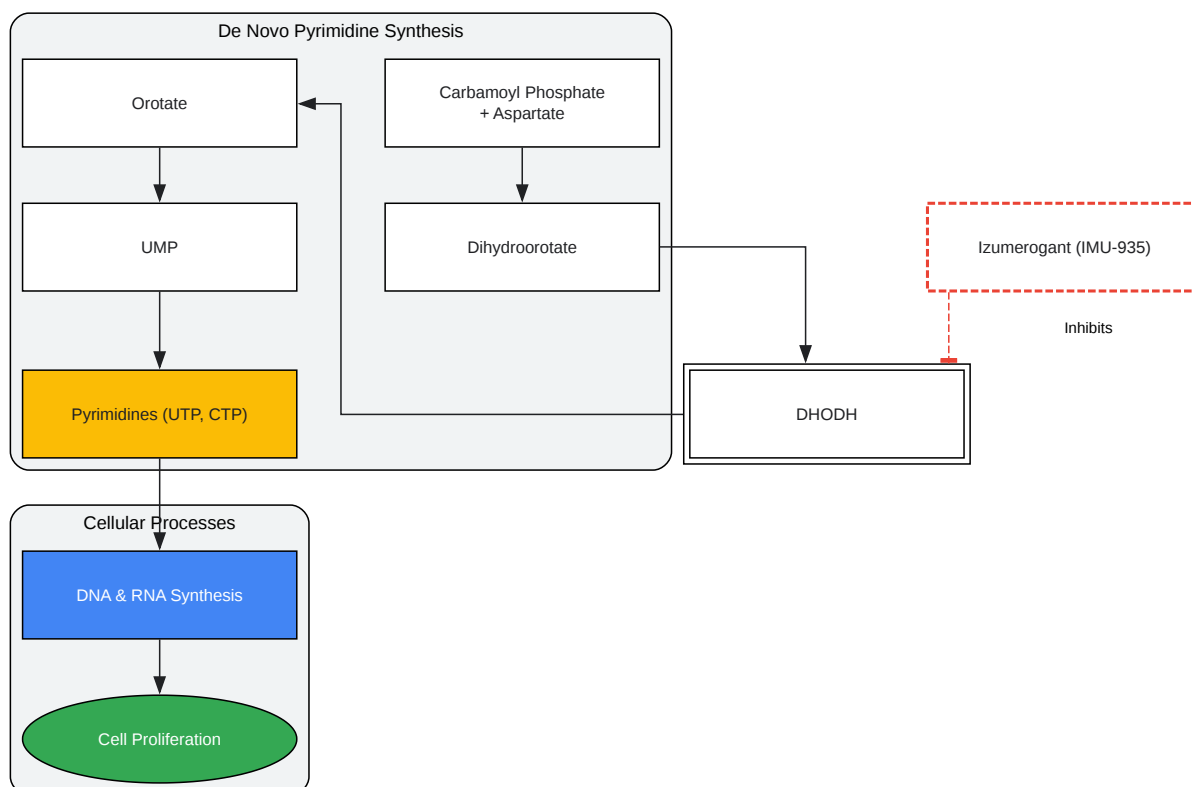 De Novo Pyrimidine Synthesis
Orotate
Carbamoyl Phosphate
+ Aspartate
UMP
Dihydroorotate
Izumerogant (IMU-935)
Inhibits
Pyrimidines (UTP, CTP)
DHODH
Cellular Processes
DNA & RNA Synthesis
Cell Proliferation